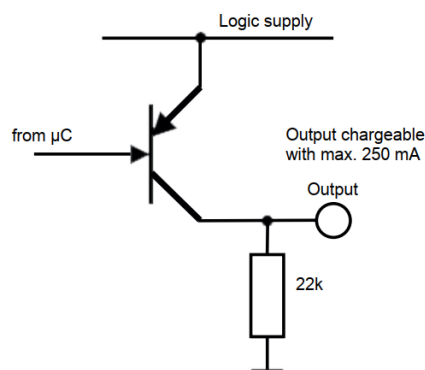 Logic supply
from µC
Output chargeable
with max. 250 mA
Output
22k